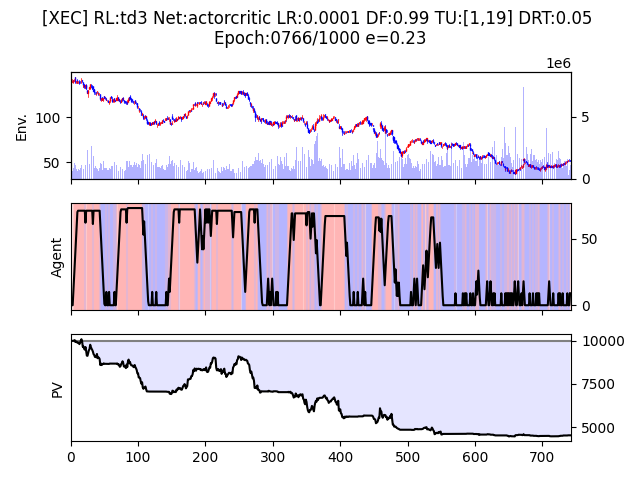 [XEC] RL:td3 Net:actorcritic LR:0.0001 DF:0.99 TU:[1,19] DRT:0.05
Epoch:0766/1000 e=0.23
1e6
Env.
100
50
5
0
Agent
50
0
PV
10000
7500
5000
0 100 200 300 400 500 600 700